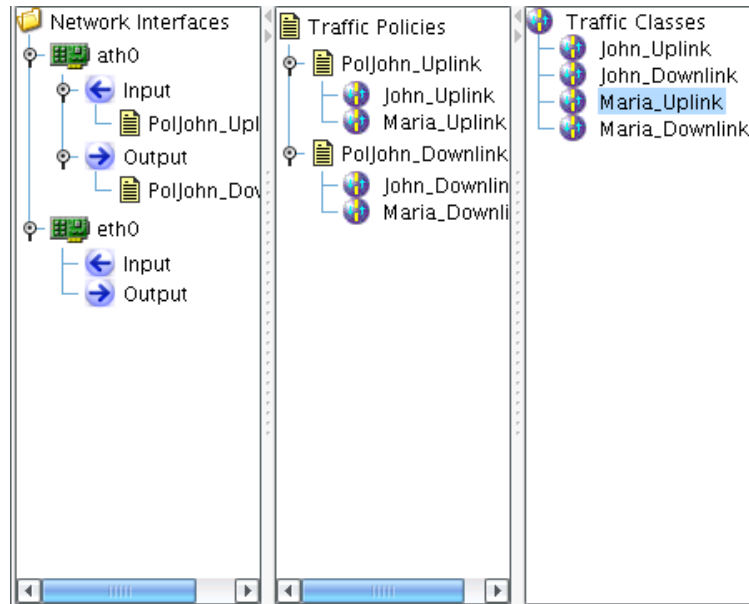 Network Interfaces
ath0
Input
PolJohn_Upl
Output
PolJohn_Dov
eth0
Input
Output
Traffic Policies
PolJohn_Uplink
John_Uplink
Maria_Uplink
PolJohn_Downlink
John_Downlin
Maria_Downli
Traffic Classes
John_Uplink
John_Downlink
Maria_Uplink
Maria_Downlink